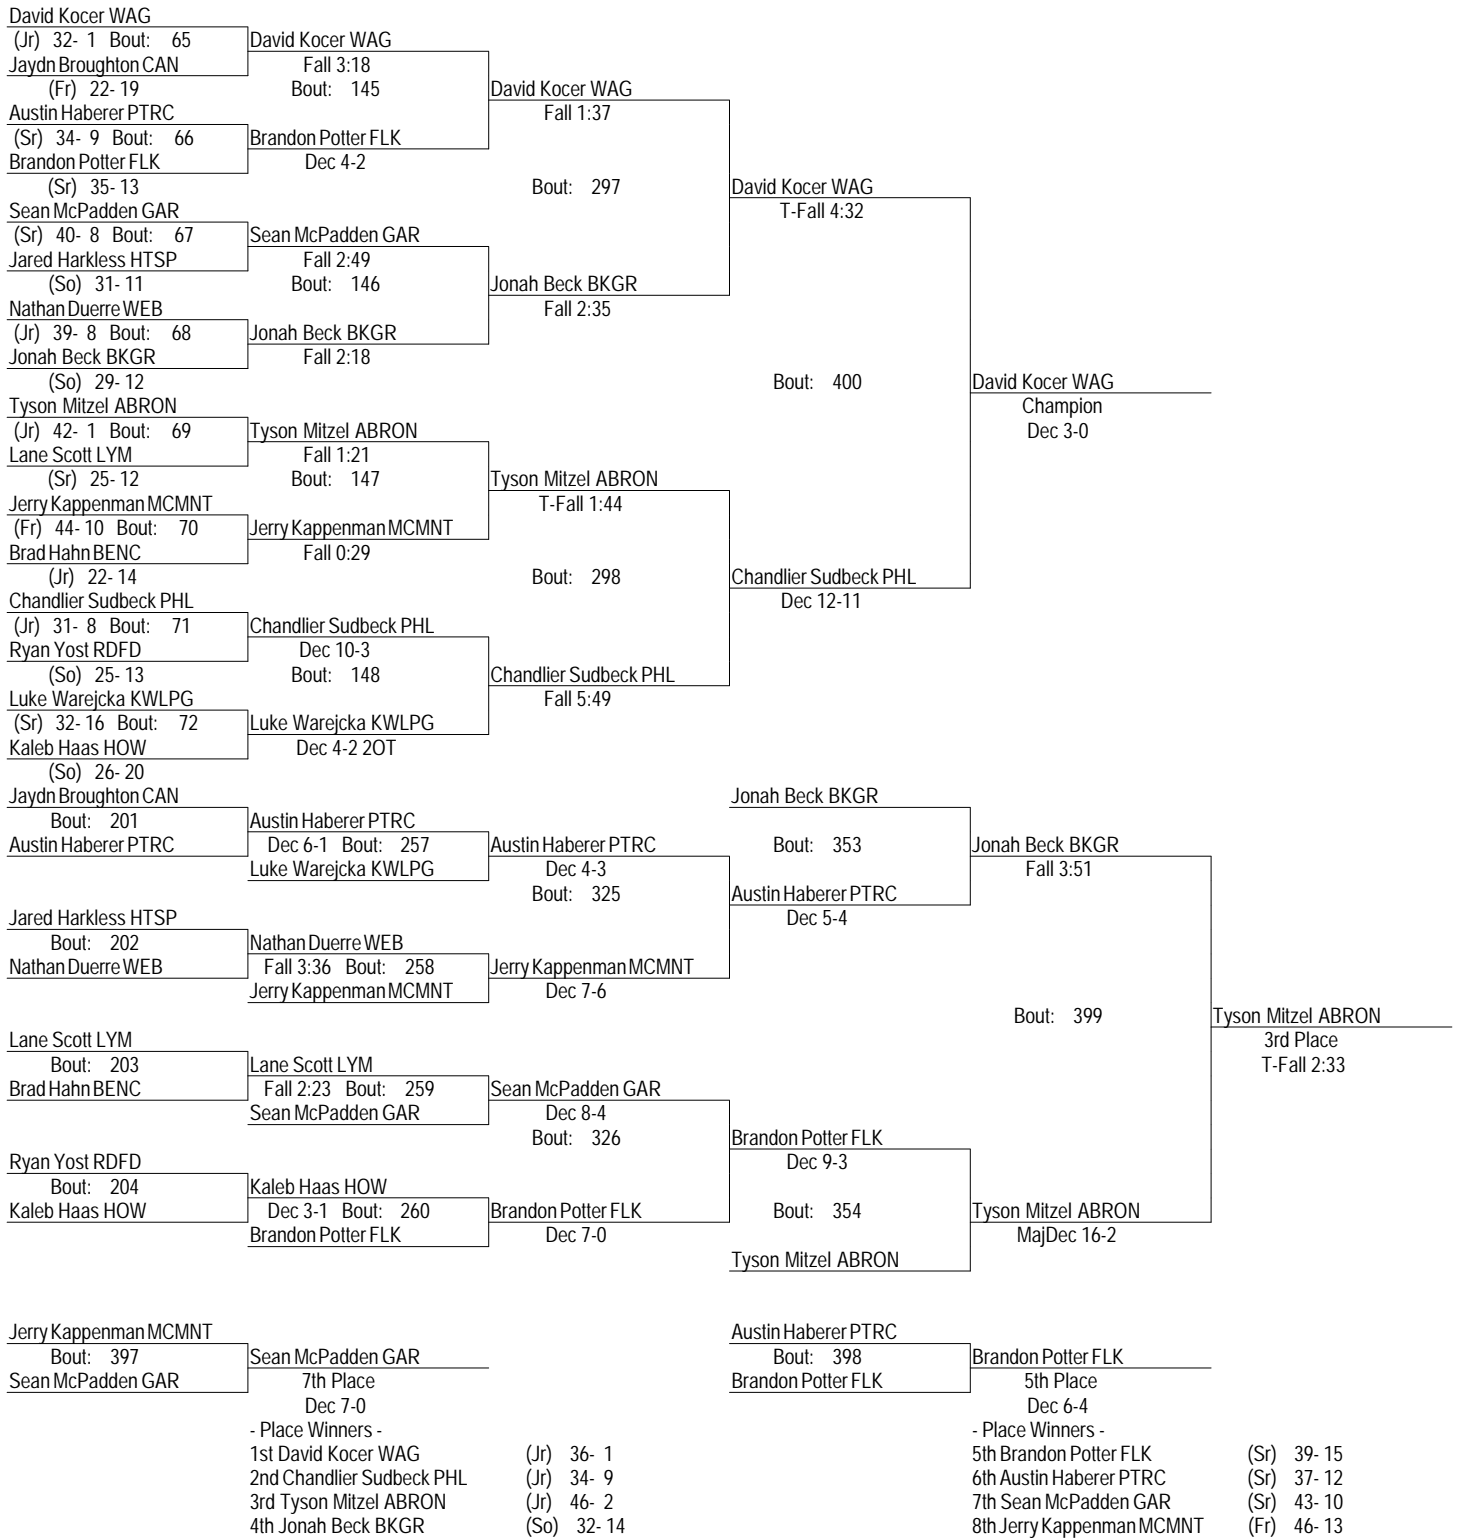 David Kocer WAG
(Jr) 32- 1 Bout: 65 David Kocer WAG
Jaydn Broughton CAN Fall 3:18
(Fr) 22- 19 Bout: 145 David Kocer WAG
Austin Haberer PTRC Fall 1:37
(Sr) 34- 9 Bout: 66 Brandon Potter FLK
Brandon Potter FLK Dec 4-2
(Sr) 35- 13 Bout: 297 David Kocer WAG
Sean McPadden GAR T-Fall 4:32
(Sr) 40- 8 Bout: 67 Sean McPadden GAR
Jared Harkless HTSP Fall 2:49
(So) 31- 11 Bout: 146 Jonah Beck BKGR
Nathan Duerre WEB Fall 2:35
(Jr) 39- 8 Bout: 68 Jonah Beck BKGR
Jonah Beck BKGR Fall 2:18
(So) 29- 12 Bout: 400 David Kocer WAG
Tyson Mitzel ABRON Champion
(Jr) 42- 1 Bout: 69 Tyson Mitzel ABRON Dec 3-0
Lane Scott LYM Fall 1:21
(Sr) 25- 12 Bout: 147 Tyson Mitzel ABRON
Jerry Kappenman MCMNT T-Fall 1:44
(Fr) 44- 10 Bout: 70 Jerry Kappenman MCMNT
Brad Hahn BENC Fall 0:29
(Jr) 22- 14 Bout: 298 Chandlier Sudbeck PHL
Chandlier Sudbeck PHL Dec 12-11
(Jr) 31- 8 Bout: 71 Chandlier Sudbeck PHL
Ryan Yost RDFD Dec 10-3
(So) 25- 13 Bout: 148 Chandlier Sudbeck PHL
Luke Warejcka KWLPG Fall 5:49
(Sr) 32- 16 Bout: 72 Luke Warejcka KWLPG
Kaleb Haas HOW Dec 4-2 2OT
(So) 26- 20
Jaydn Broughton CAN Jonah Beck BKGR
Bout: 201 Austin Haberer PTRC
Austin Haberer PTRC Dec 6-1 Bout: 257 Austin Haberer PTRC Bout: 353 Jonah Beck BKGR
Luke Warejcka KWLPG Dec 4-3 Fall 3:51
Bout: 325 Austin Haberer PTRC
Jared Harkless HTSP Dec 5-4
Bout: 202 Nathan Duerre WEB
Nathan Duerre WEB Fall 3:36 Bout: 258 Jerry Kappenman MCMNT
Jerry Kappenman MCMNT Dec 7-6
Bout: 399 Tyson Mitzel ABRON
Lane Scott LYM 3rd Place
Bout: 203 Lane Scott LYM T-Fall 2:33
Brad Hahn BENC Fall 2:23 Bout: 259 Sean McPadden GAR
Sean McPadden GAR Dec 8-4
Bout: 326 Brandon Potter FLK
Ryan Yost RDFD Dec 9-3
Bout: 204 Kaleb Haas HOW
Kaleb Haas HOW Dec 3-1 Bout: 260 Brandon Potter FLK Bout: 354 Tyson Mitzel ABRON
Brandon Potter FLK Dec 7-0 MajDec 16-2
Tyson Mitzel ABRON
Jerry Kappenman MCMNT Austin Haberer PTRC
Bout: 397 Sean McPadden GAR Bout: 398 Brandon Potter FLK
Sean McPadden GAR 7th Place Brandon Potter FLK 5th Place
Dec 7-0 Dec 6-4
- Place Winners - - Place Winners -
1st David Kocer WAG (Jr) 36- 1 5th Brandon Potter FLK (Sr) 39- 15
2nd Chandlier Sudbeck PHL (Jr) 34- 9 6th Austin Haberer PTRC (Sr) 37- 12
3rd Tyson Mitzel ABRON (Jr) 46- 2 7th Sean McPadden GAR (Sr) 43- 10
4th Jonah Beck BKGR (So) 32- 14 8th Jerry Kappenman MCMNT (Fr) 46- 13